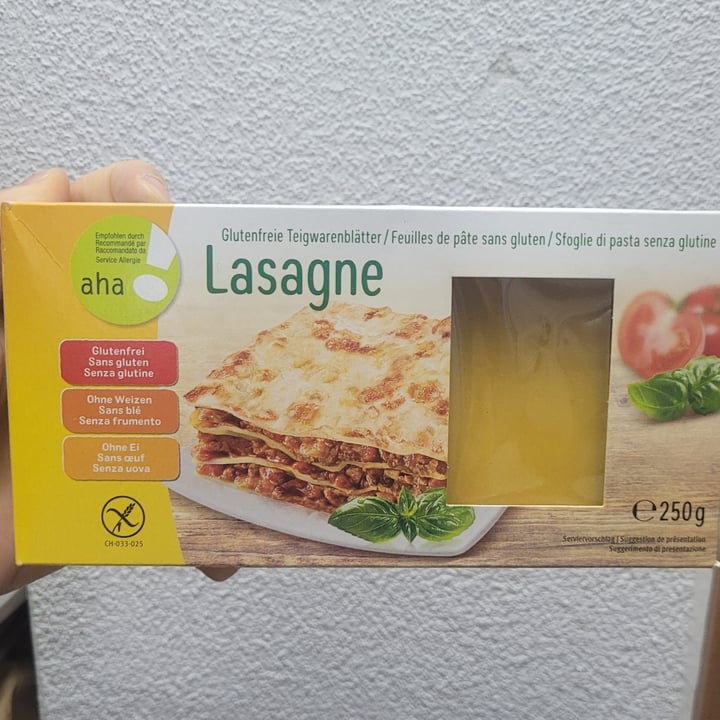 Glutenfreie Teigwarenblätter / Feuilles de pâte sans gluten / Sfoglie di pasta senza glutine
Lasagne
Empfohlen durch
Recommandé par
Raccomandato da
Service Allergie
aha!
Glutenfrei
Sans gluten
Senza glutine
Ohne Weizen
Sans blé
Senza frumento
Ohne Ei
Sans œuf
Senza uova
CH-033-025
℮250g
Serviervorschlag | Suggestion de présentation
Suggerimento di presentazione